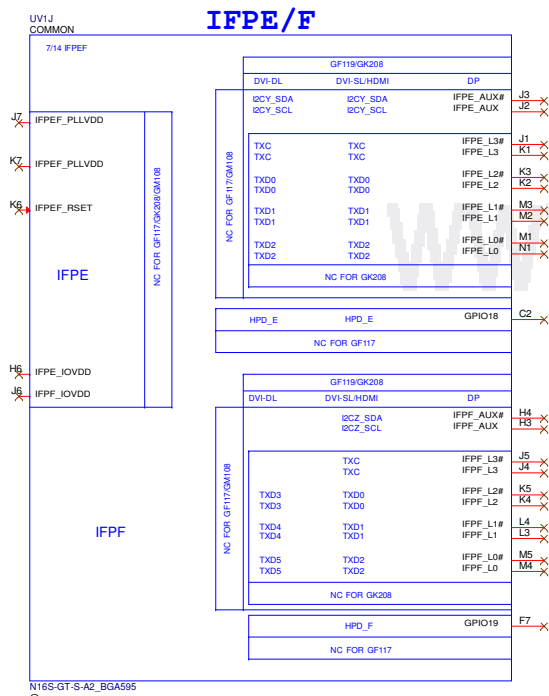 IFPE/F
UV1J
COMMON
7/14 IFPEF
GF119/GK208
DVI-DL DVI-SL/HDMI DP
I2CY_SDA I2CY_SDA IFPE_AUX# J3
I2CY_SCL I2CY_SCL IFPE_AUX J2
J7 IFPEF_PLLVDD
TXC TXC IFPE_L3# J1
TXC TXC IFPE_L3 K1
K7 IFPEF_PLLVDD
TXD0 TXD0 IFPE_L2# K3
TXD0 TXD0 IFPE_L2 K2
K6 IFPEF_RSET
TXD1 TXD1 IFPE_L1# M3
TXD1 TXD1 IFPE_L1 M2
TXD2 TXD2 IFPE_L0# M1
TXD2 TXD2 IFPE_L0 N1
NC FOR GF117/GK208/GM108
NC FOR GF117/GM108
IFPE
NC FOR GK208
HPD_E HPD_E GPIO18 C2
NC FOR GF117
H6 IFPE_IOVDD
J6 IFPF_IOVDD
GF119/GK208
DVI-DL DVI-SL/HDMI DP
I2CZ_SDA IFPF_AUX# H4
I2CZ_SCL IFPF_AUX H3
TXC IFPF_L3# J5
TXC IFPF_L3 J4
TXD3 TXD0 IFPF_L2# K5
TXD3 TXD0 IFPF_L2 K4
TXD4 TXD1 IFPF_L1# L4
TXD4 TXD1 IFPF_L1 L3
TXD5 TXD2 IFPF_L0# M5
TXD5 TXD2 IFPF_L0 M4
NC FOR GF117/GM108
IFPF
NC FOR GK208
HPD_F GPIO19 F7
NC FOR GF117
N16S-GT-S-A2_BGA595